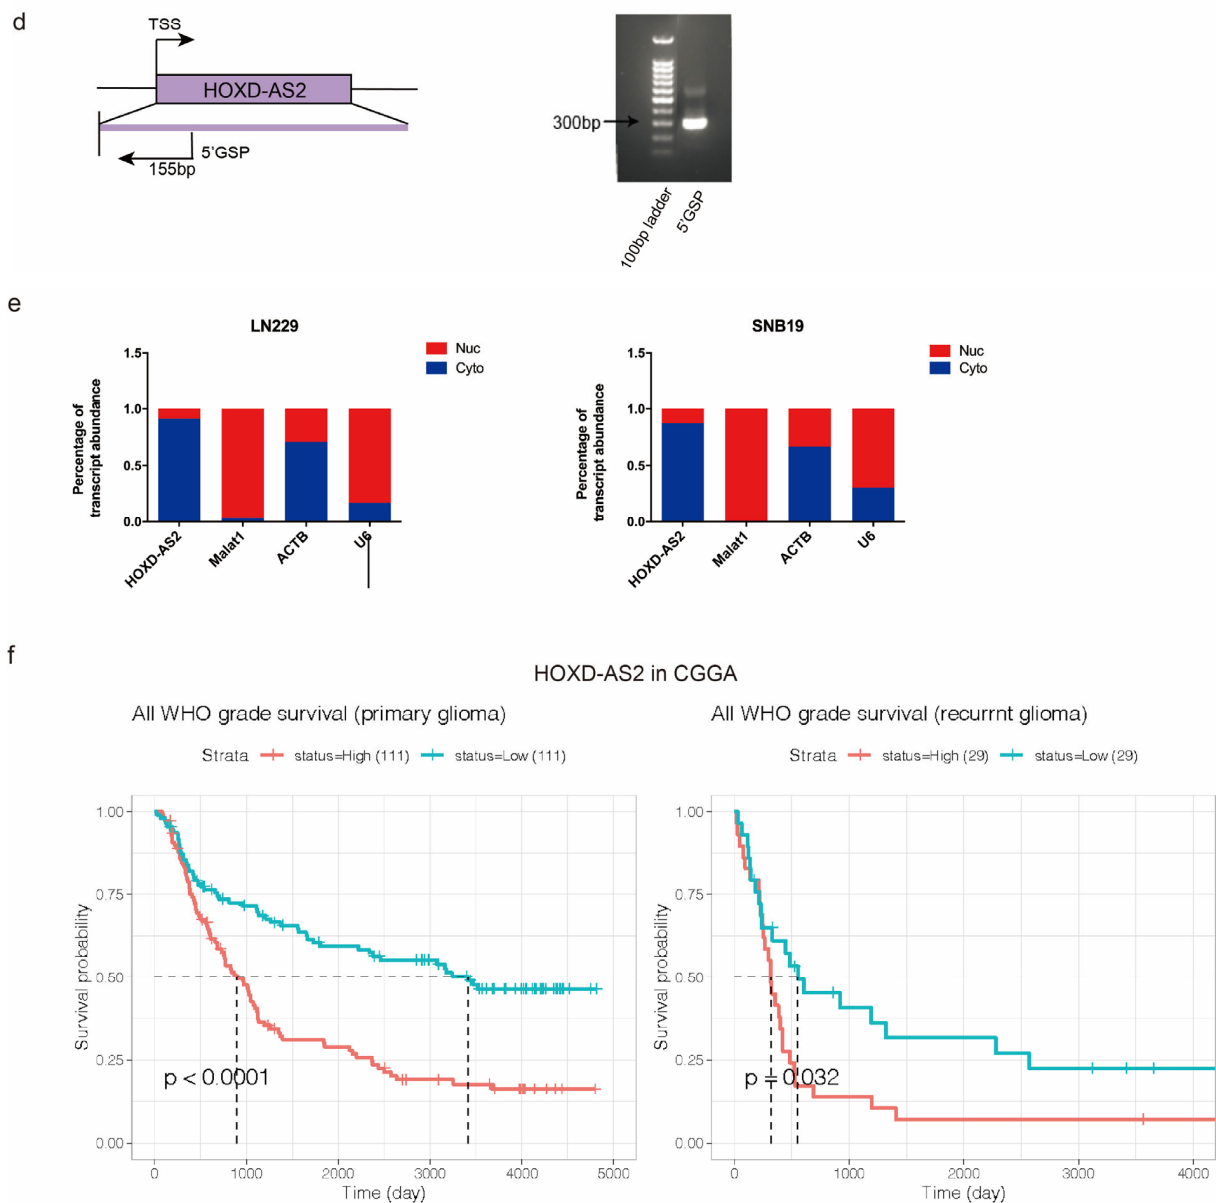 d
TSS
HOXD-AS2
5'GSP
155bp
300bp
100bp ladder
5'GSP
e
LN229
Nuc
Cyto
Percentage of
transcript abundance
1.5
1.0
0.5
0.0
HOXD-AS2
Malat1
ACTB
U6
SNB19
Nuc
Cyto
Percentage of
transcript abundance
1.5
1.0
0.5
0.0
HOXD-AS2
Malat1
ACTB
U6
f
HOXD-AS2 in CGGA
All WHO grade survival (primary glioma)
Strata status=High (111) status=Low (111)
Survival probability
1.00
0.75
0.50
0.25
0.00
p < 0.0001
0 1000 2000 3000 4000 5000
Time (day)
All WHO grade survival (recurrnt glioma)
Strata status=High (29) status=Low (29)
Survival probability
1.00
0.75
0.50
0.25
0.00
p = 0.032
0 1000 2000 3000 4000
Time (day)